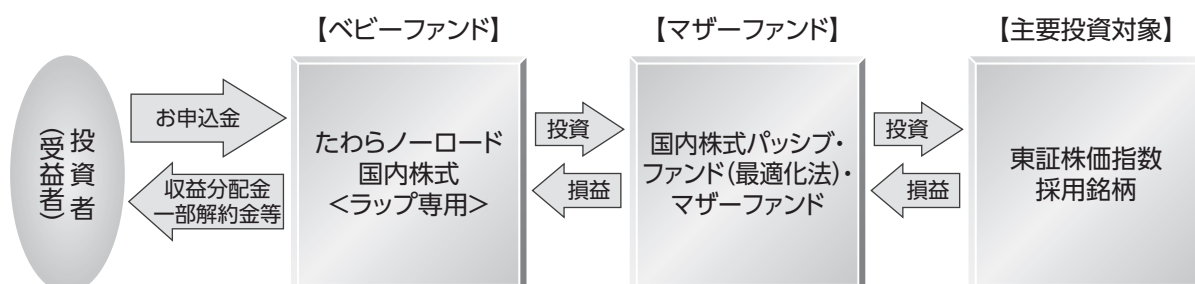 【ベビーファンド】
【マザーファンド】
【主要投資対象】
投資者
(受益者)
お申込金
収益分配金
一部解約金等
たわらノーロード
国内株式
<ラップ専用>
投資
損益
国内株式パッシブ・
ファンド(最適化法)・
マザーファンド
投資
損益
東証株価指数
採用銘柄